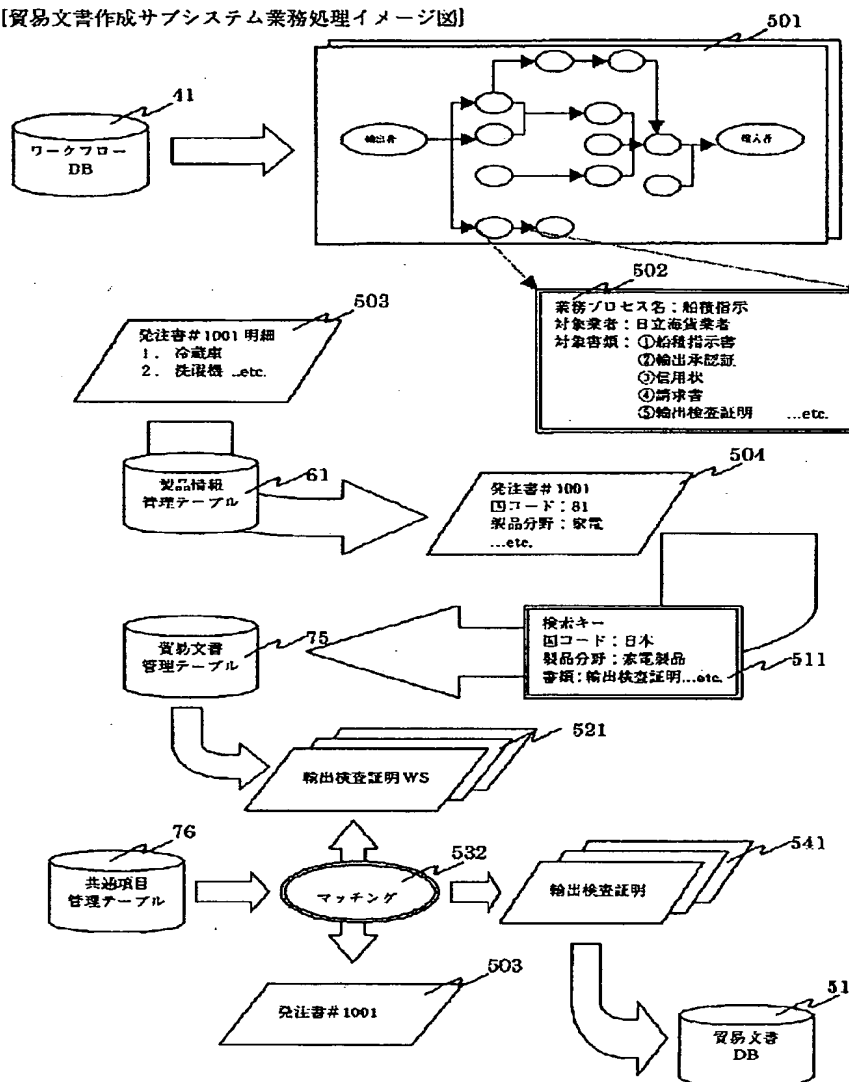 [貿易文書作成サブシステム業務処理イメージ図]
501
41
ワークフロー
DB
輸出者
輸入者
502
業務プロセス名：船積指示
対象業者：日立海貨業者
対象書類：①船積指示書
②輸出承認証
③信用状
④請求書
⑤輸出検査証明 ...etc.
503
発注書#1001明細
1. 冷蔵庫
2. 洗濯機 ...etc.
製品情報
管理テーブル
61
504
発注書#1001
国コード：81
製品分野：家電
...etc.
貿易文書
管理テーブル
75
検索キー
国コード：日本
製品分野：家電製品
書類：輸出検査証明...etc.
511
521
輸出検査証明WS
76
共通項目
管理テーブル
532
マッチング
541
輸出検査証明
503
発注書#1001
51
貿易文書
DB